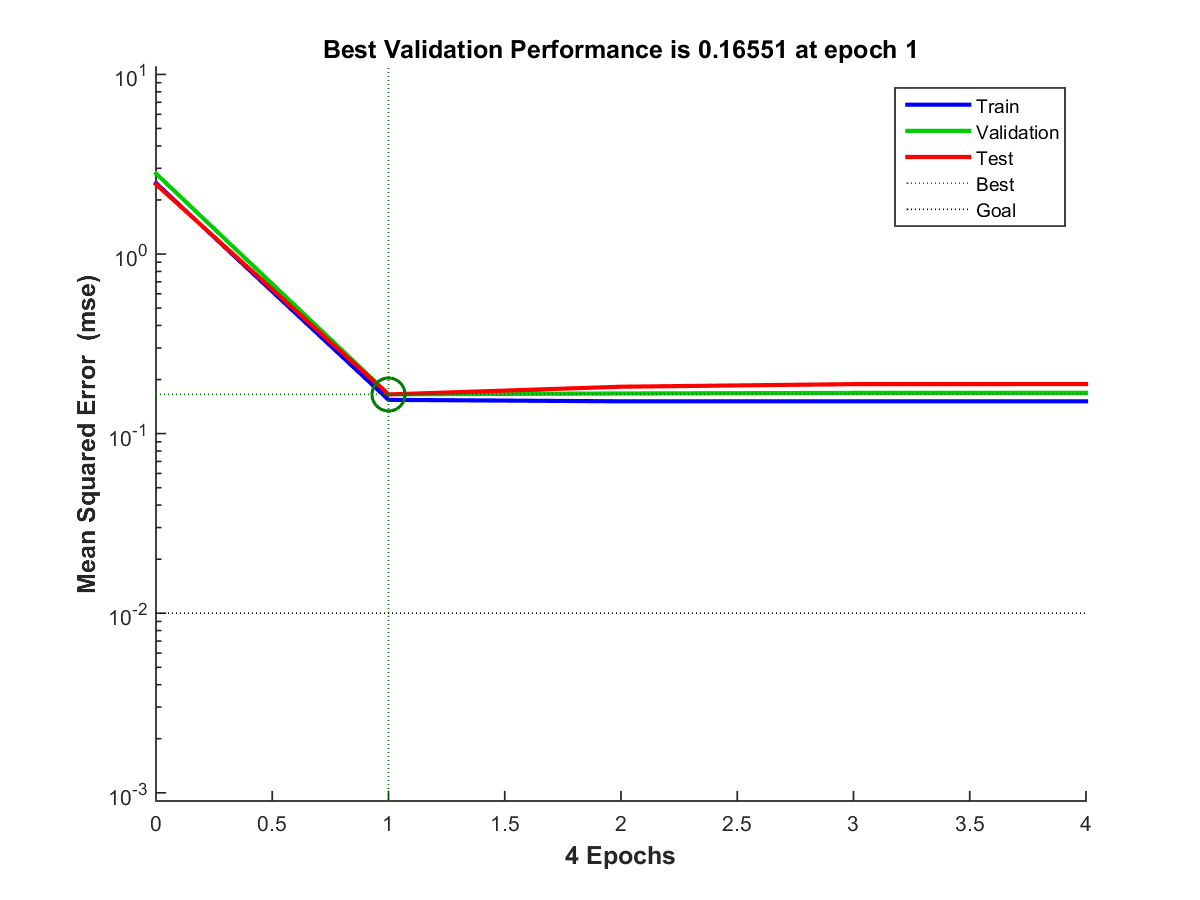 Best Validation Performance is 0.16551 at epoch 1
10^1
10^0
10^-1
10^-2
10^-3
Mean Squared Error (mse)
Train
Validation
Test
Best
Goal
0 0.5 1 1.5 2 2.5 3 3.5 4
4 Epochs